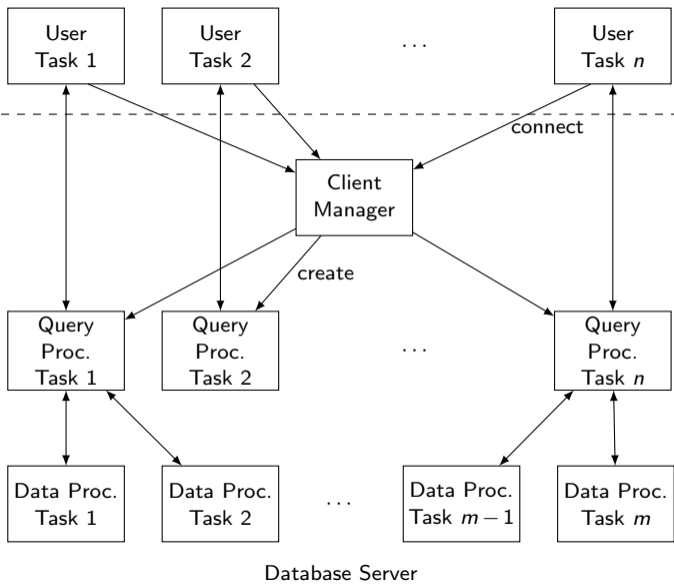 User
Task 1
User
Task 2
...
User
Task n
connect
Client
Manager
create
Query
Proc.
Task 1
Query
Proc.
Task 2
...
Query
Proc.
Task n
Data Proc.
Task 1
Data Proc.
Task 2
...
Data Proc.
Task m − 1
Data Proc.
Task m
Database Server